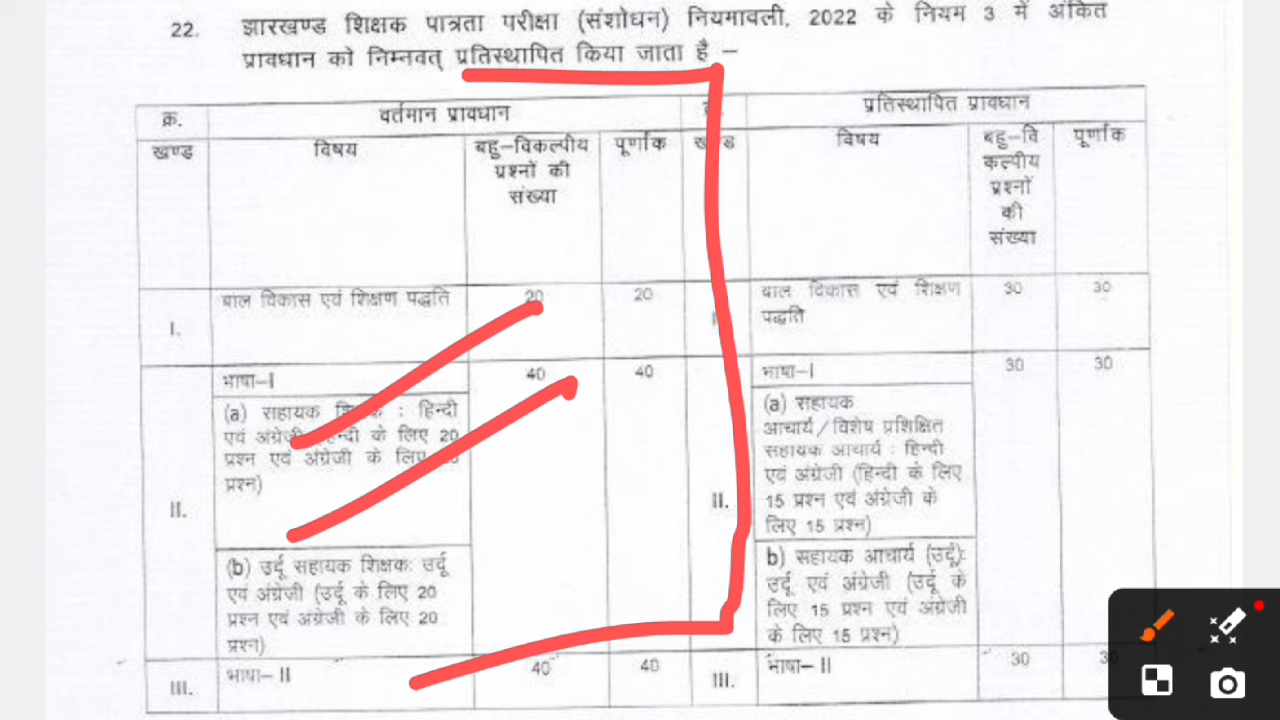 22. झारखण्ड शिक्षक पात्रता परीक्षा (संशोधन) नियमावली, 2022 के नियम 3 में अंकित
प्रावधान को निम्नवत् प्रतिस्थापित किया जाता है –
क्र. वर्तमान प्रावधान प्रतिस्थापित प्रावधान
खण्ड विषय बहु–विकल्पीय प्रश्नों की संख्या पूर्णांक विषय बहु–विकल्पीय प्रश्नों की संख्या पूर्णांक
I. बाल विकास एवं शिक्षण पद्धति 20 20
बाल विकास एवं शिक्षण
पद्धति 30 30
II. भाषा–I 40 40
(a) सहायक : हिन्दी
एवं अंग्रेजी के लिए 20
प्रश्न एवं अंग्रेजी के लिए
प्रश्न)
(b) उर्दू सहायक शिक्षक: उर्दू
एवं अंग्रेजी (उर्दू के लिए 20
प्रश्न एवं अंग्रेजी के लिए 20
प्रश्न)
II. भाषा–I 30 30
(a) सहायक
आचार्य/विशेष प्रशिक्षित
सहायक आचार्य : हिन्दी
एवं अंग्रेजी (हिन्दी के लिए
15 प्रश्न एवं अंग्रेजी के
लिए 15 प्रश्न)
b) सहायक आचार्य (उर्दू):
उर्दू एवं अंग्रेजी (उर्दू के
लिए 15 प्रश्न एवं अंग्रेजी
के लिए 15 प्रश्न)
III. भाषा– II 40 40 III. भाषा– II 30